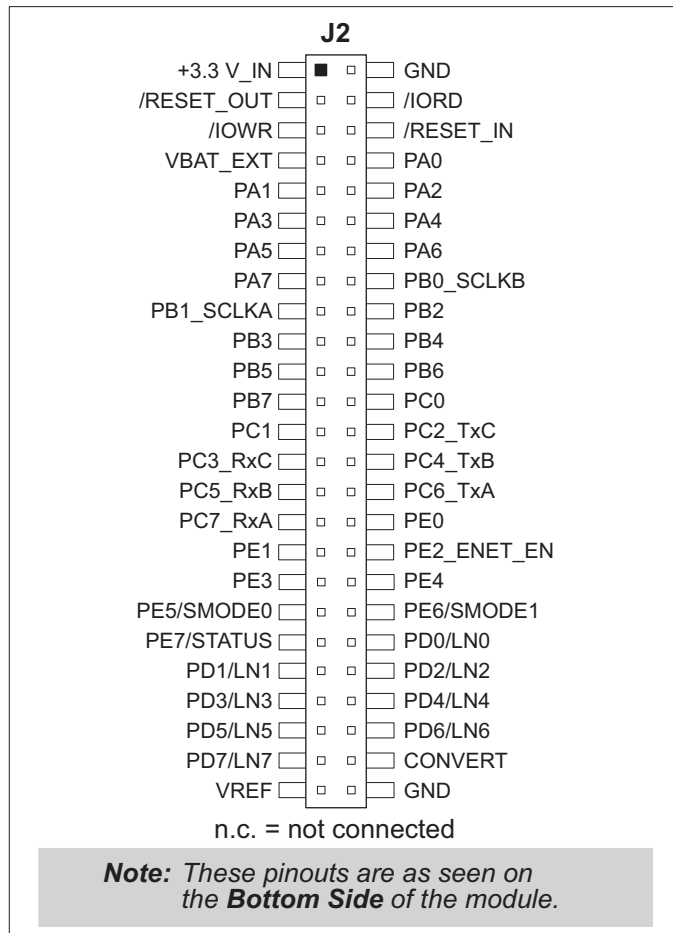 J2
+3.3 V_IN GND
/RESET_OUT /IORD
/IOWR /RESET_IN
VBAT_EXT PA0
PA1 PA2
PA3 PA4
PA5 PA6
PA7 PB0_SCLKB
PB1_SCLKA PB2
PB3 PB4
PB5 PB6
PB7 PC0
PC1 PC2_TxC
PC3_RxC PC4_TxB
PC5_RxB PC6_TxA
PC7_RxA PE0
PE1 PE2_ENET_EN
PE3 PE4
PE5/SMODE0 PE6/SMODE1
PE7/STATUS PD0/LN0
PD1/LN1 PD2/LN2
PD3/LN3 PD4/LN4
PD5/LN5 PD6/LN6
PD7/LN7 CONVERT
VREF GND
n.c. = not connected
Note: These pinouts are as seen on
the Bottom Side of the module.